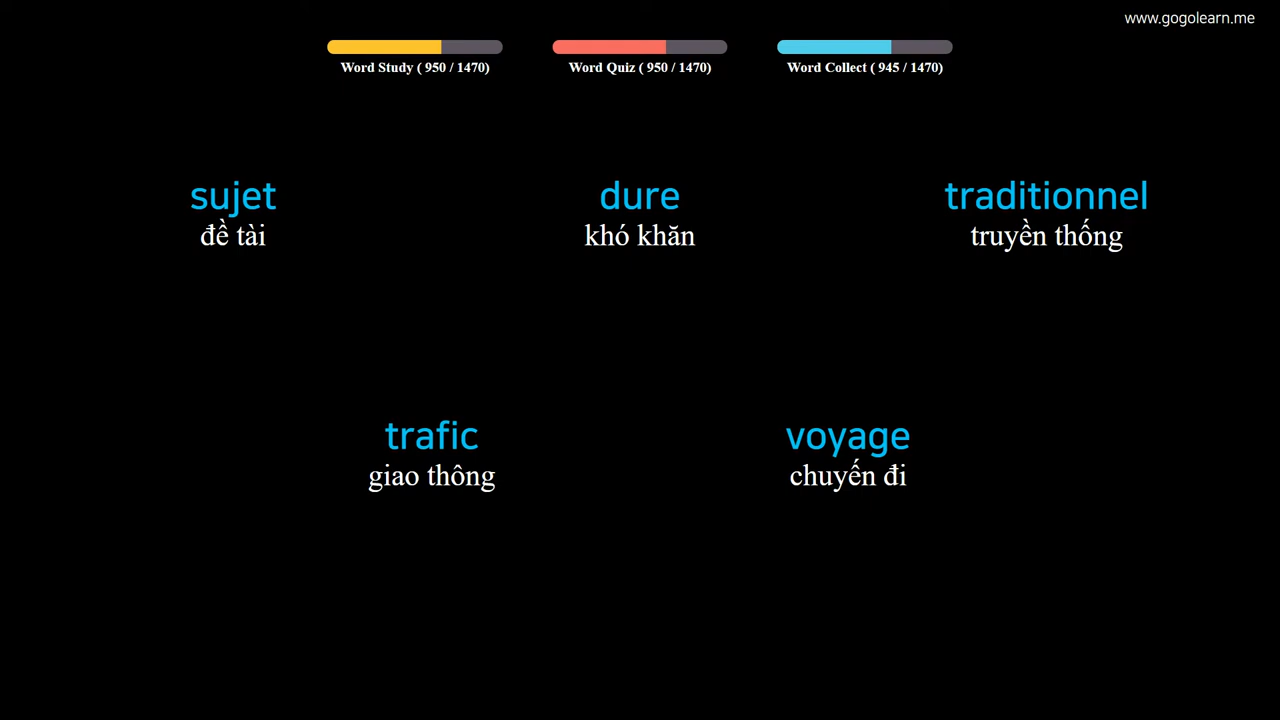 www.gogolearn.me
Word Study ( 950 / 1470)
Word Quiz ( 950 / 1470)
Word Collect ( 945 / 1470)
sujet
đề tài
dure
khó khăn
traditionnel
truyền thống
trafic
giao thông
voyage
chuyến đi